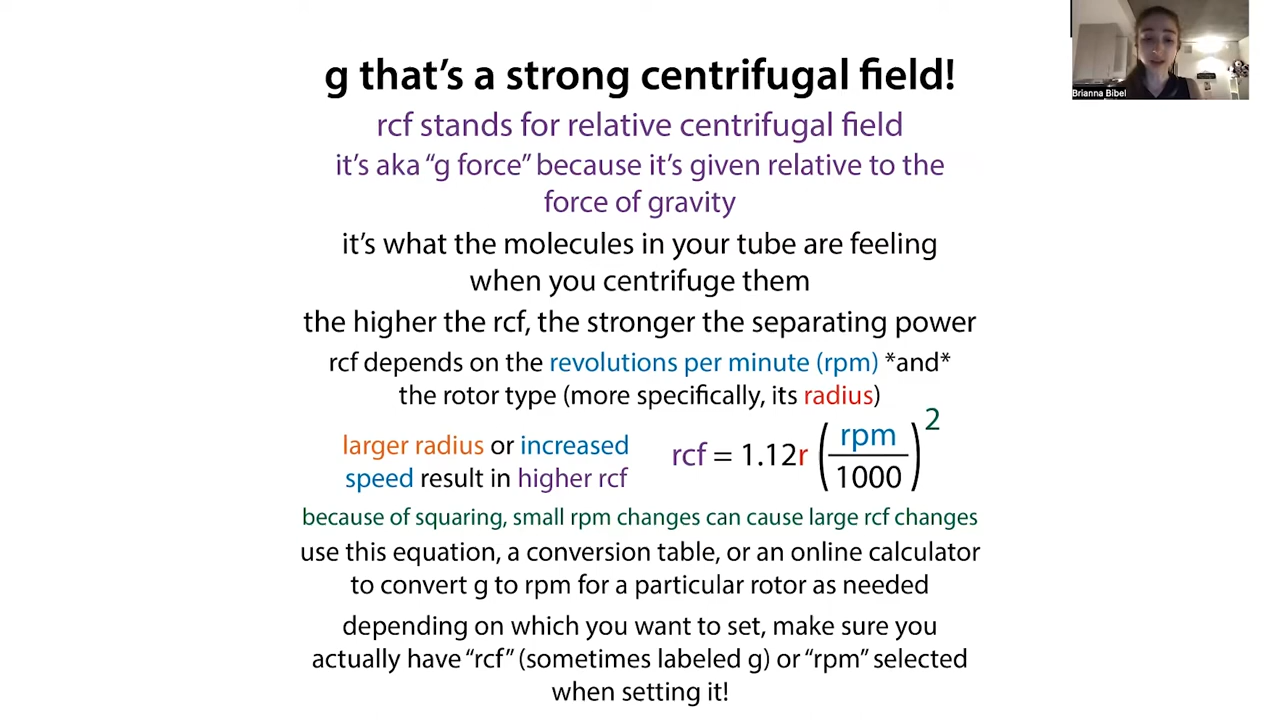 g that's a strong centrifugal field!
Brianna Bibel
rcf stands for relative centrifugal field
it's aka “g force” because it's given relative to the
force of gravity
it's what the molecules in your tube are feeling
when you centrifuge them
the higher the rcf, the stronger the separating power
rcf depends on the revolutions per minute (rpm) *and*
the rotor type (more specifically, its radius)
larger radius or increased
speed result in higher rcf
rcf = 1.12r (rpm/1000)²
because of squaring, small rpm changes can cause large rcf changes
use this equation, a conversion table, or an online calculator
to convert g to rpm for a particular rotor as needed
depending on which you want to set, make sure you
actually have “rcf” (sometimes labeled g) or “rpm” selected
when setting it!